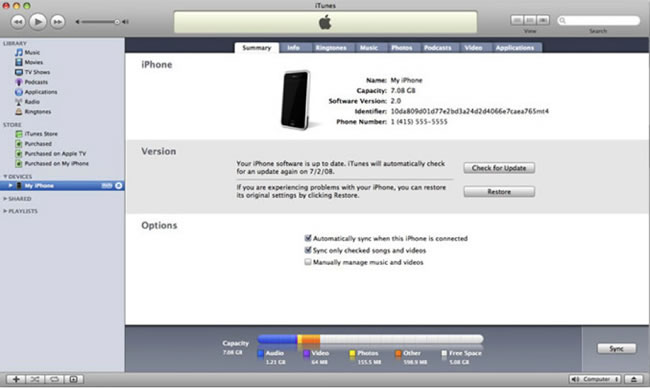 iTunes
View
Search
LIBRARY
Music
Movies
TV Shows
Podcasts
Applications
Radio
Ringtones
STORE
iTunes Store
Purchased
Purchased on Apple TV
Purchased on My iPhone
DEVICES
My iPhone
SHARED
PLAYLISTS
Summary Info Ringtones Music Photos Podcasts Video Applications
iPhone
Name: My iPhone
Capacity: 7.08 GB
Software Version: 2.0
Identifier: 10da809d01d77e2bd3a24d2d4066e7caea765mt4
Phone Number: 1 (415) 555-5555
Version
Your iPhone software is up to date. iTunes will automatically check
for an update again on 7/2/08.
Check for Update
If you are experiencing problems with your iPhone, you can restore
its original settings by clicking Restore.
Restore
Options
Automatically sync when this iPhone is connected
Sync only checked songs and videos
Manually manage music and videos
Capacity
7.08 GB
Audio Video Photos Other Free Space
1.21 GB 64 MB 155.5 MB 598.9 MB 5.08 GB
Sync
Computer